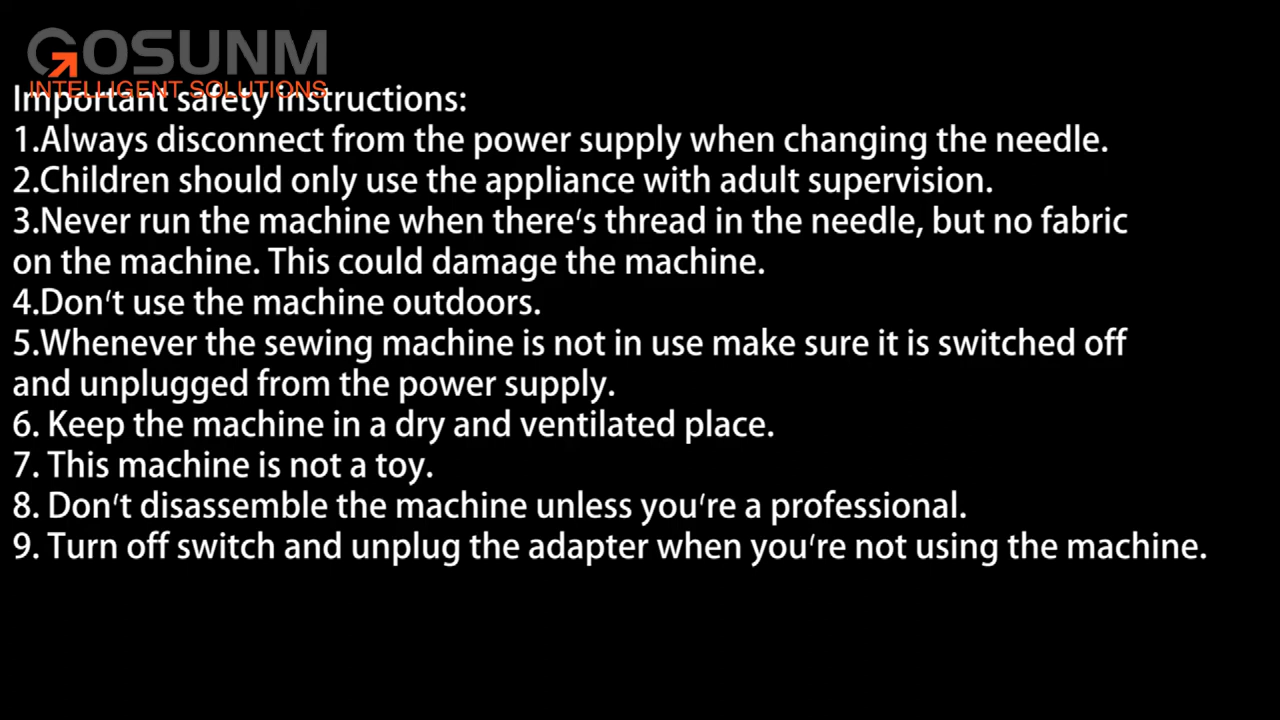 GOSUNM
INTELLIGENT SOLUTIONS
Important safety instructions:
1.Always disconnect from the power supply when changing the needle.
2.Children should only use the appliance with adult supervision.
3.Never run the machine when there's thread in the needle, but no fabric
on the machine. This could damage the machine.
4.Don't use the machine outdoors.
5.Whenever the sewing machine is not in use make sure it is switched off
and unplugged from the power supply.
6. Keep the machine in a dry and ventilated place.
7. This machine is not a toy.
8. Don't disassemble the machine unless you're a professional.
9. Turn off switch and unplug the adapter when you're not using the machine.